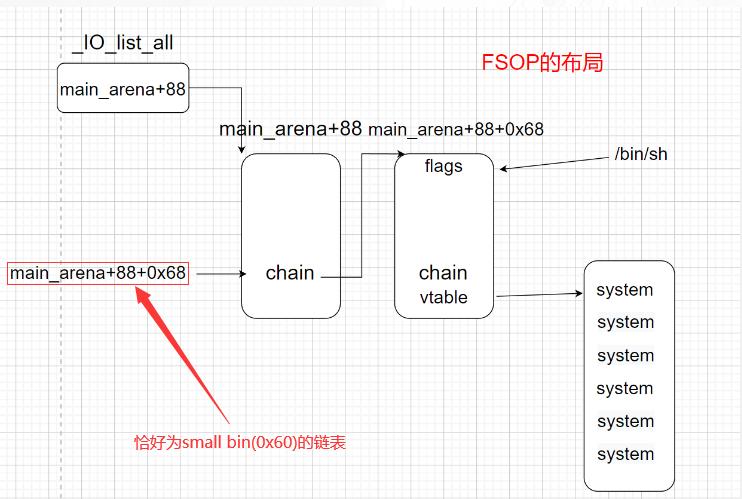 _IO_list_all
FSOP的布局
main_arena+88
main_arena+88
main_arena+88+0x68
flags
/bin/sh
main_arena+88+0x68
chain
chain
vtable
system
system
system
system
system
system
恰好为small bin(0x60)的链表